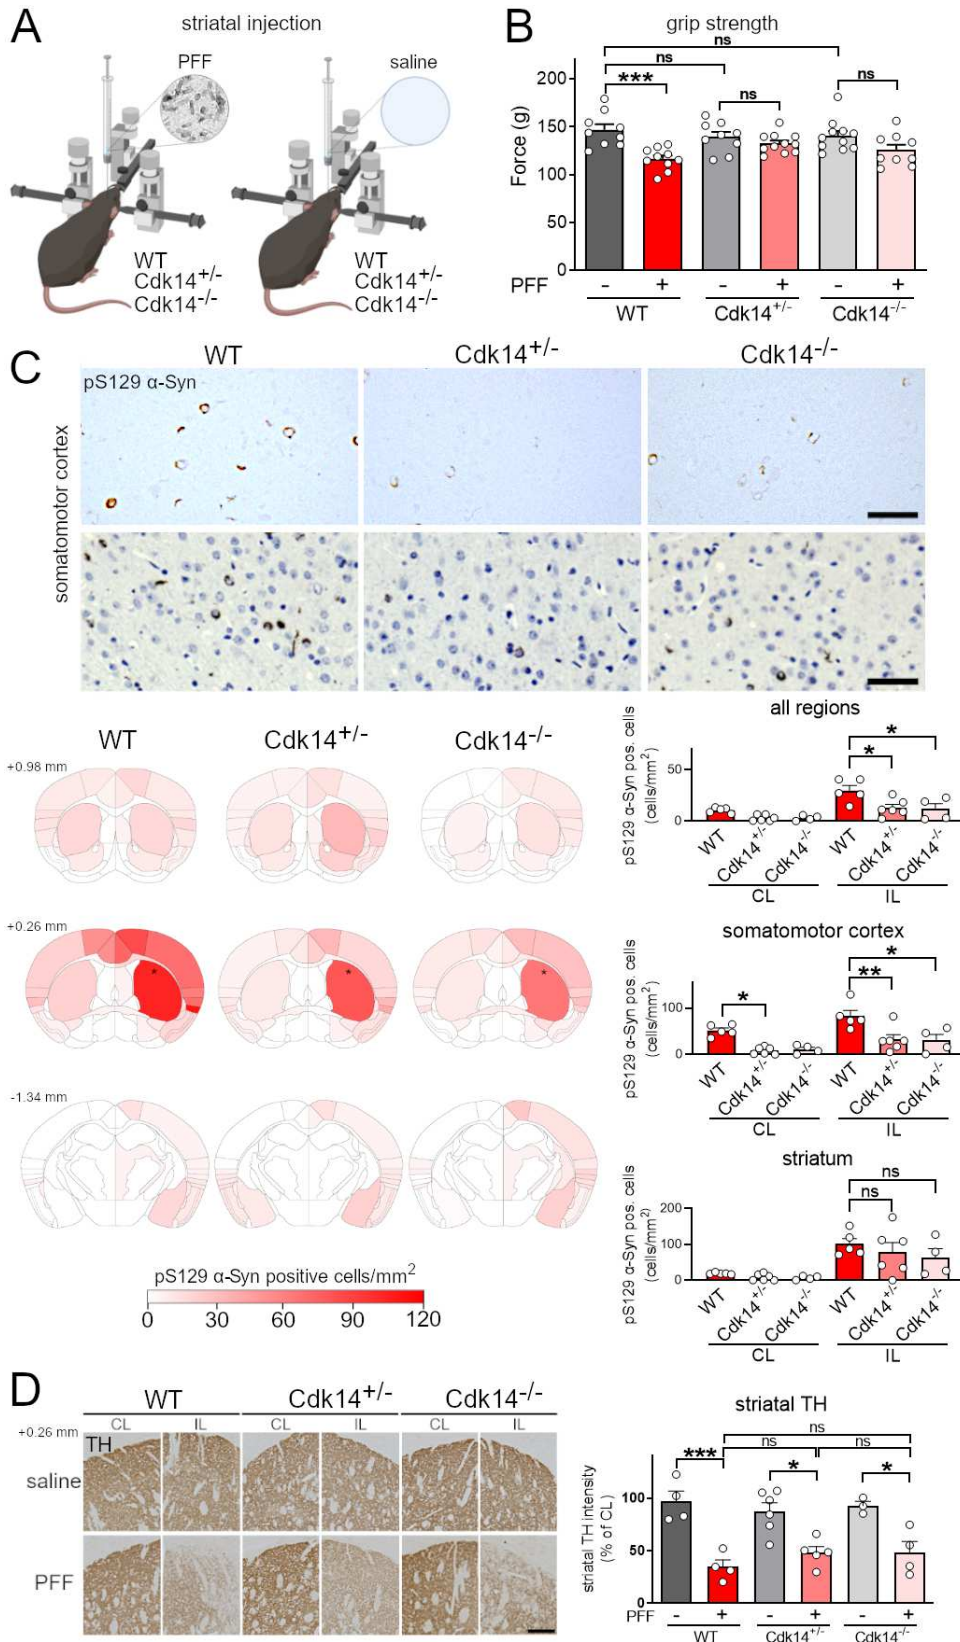 A
striatal injection
PFF
saline
WT
Cdk14+/-
Cdk14-/-
WT
Cdk14+/-
Cdk14-/-
B
grip strength
ns
ns
ns
***
ns
ns
Force (g)
200
150
100
50
0
PFF
- + - + - +
WT Cdk14+/- Cdk14-/-
C
WT Cdk14+/- Cdk14-/-
pS129 α-Syn
somatomotor cortex
WT Cdk14+/- Cdk14-/-
+0.98 mm
+0.26 mm
* * *
-1.34 mm
pS129 α-Syn positive cells/mm2
0 30 60 90 120
all regions
pS129 α-Syn pos. cells
(cells/mm2)
50
0
*
*
WT Cdk14+/- Cdk14-/- WT Cdk14+/- Cdk14-/-
CL IL
somatomotor cortex
pS129 α-Syn pos. cells
(cells/mm2)
100
0
*
*
**
WT Cdk14+/- Cdk14-/- WT Cdk14+/- Cdk14-/-
CL IL
striatum
pS129 α-Syn pos. cells
(cells/mm2)
200
100
0
ns
ns
WT Cdk14+/- Cdk14-/- WT Cdk14+/- Cdk14-/-
CL IL
D
WT Cdk14+/- Cdk14-/-
CL IL CL IL CL IL
+0.26 mm
TH
saline
PFF
striatal TH
ns
ns ns
*** * *
striatal TH intensity
(% of CL)
100
50
0
PFF - + - + - +
WT Cdk14+/- Cdk14-/-